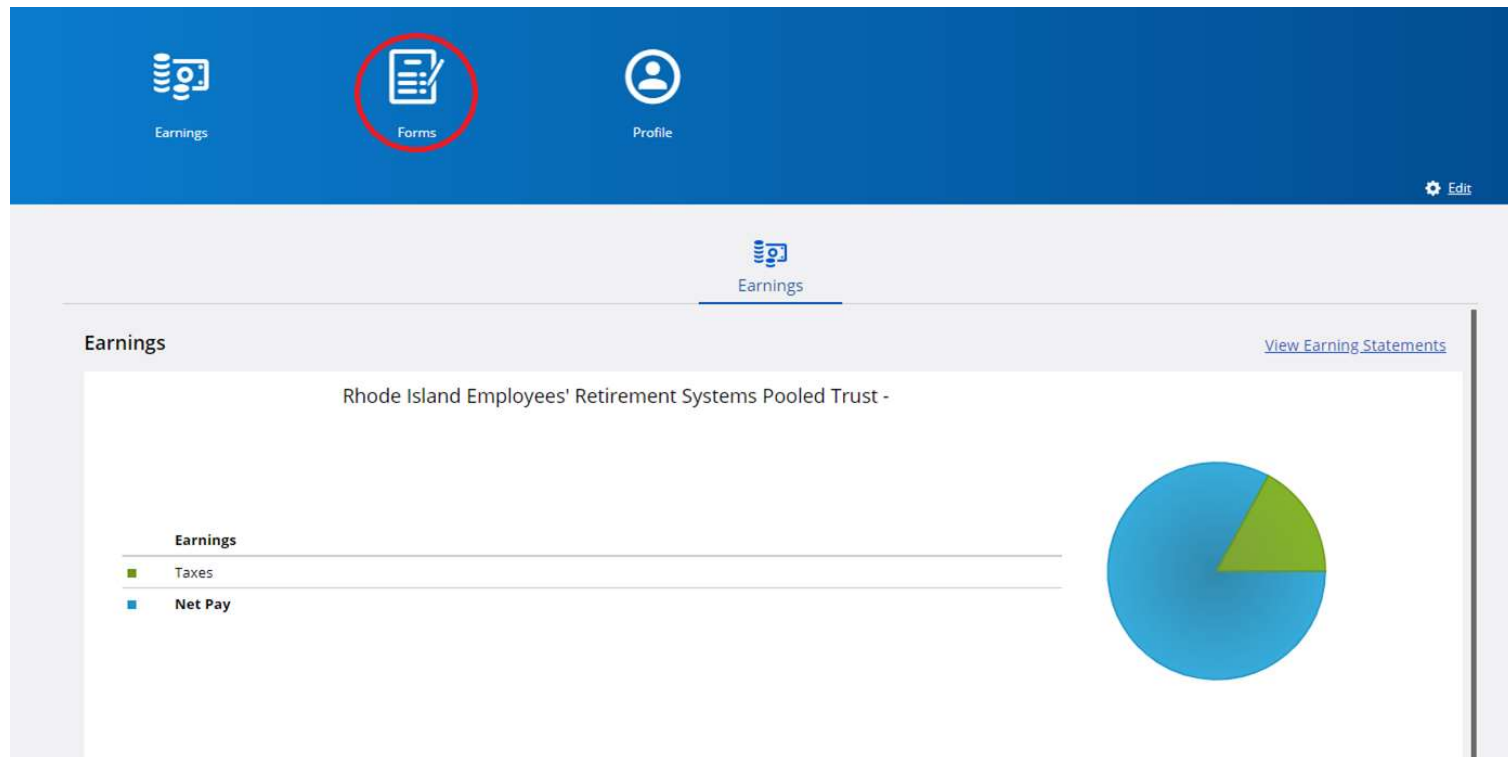 Earnings
Forms
Profile
Edit
Earnings
Earnings
View Earning Statements
Rhode Island Employees' Retirement Systems Pooled Trust -
Earnings
Taxes
Net Pay